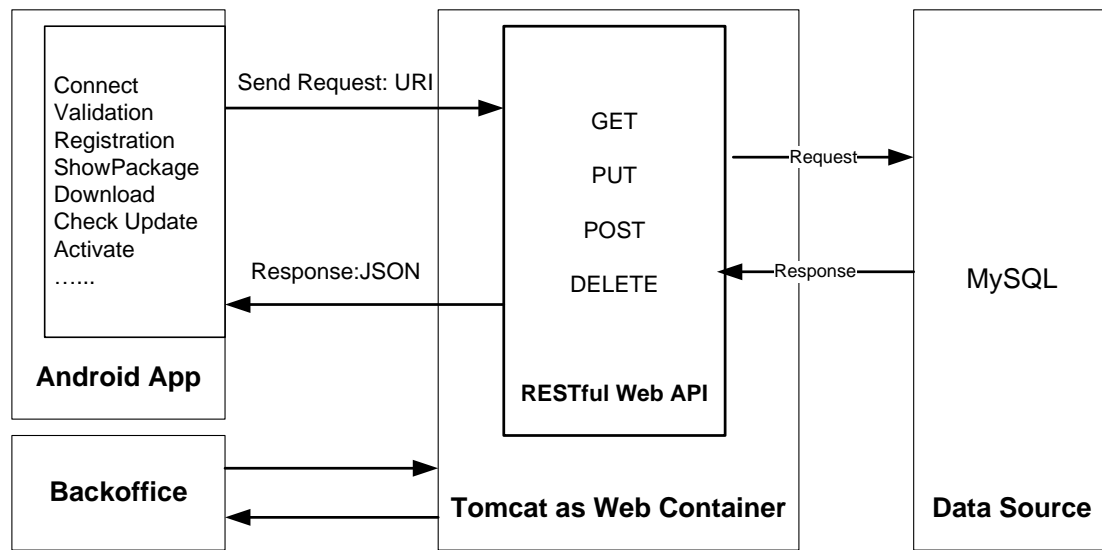 Connect
Validation
Registration
ShowPackage
Download
Check Update
Activate
…...
Android App
Backoffice
Send Request: URI
Response:JSON
GET
PUT
POST
DELETE
RESTful Web API
Tomcat as Web Container
Request
Response
MySQL
Data Source